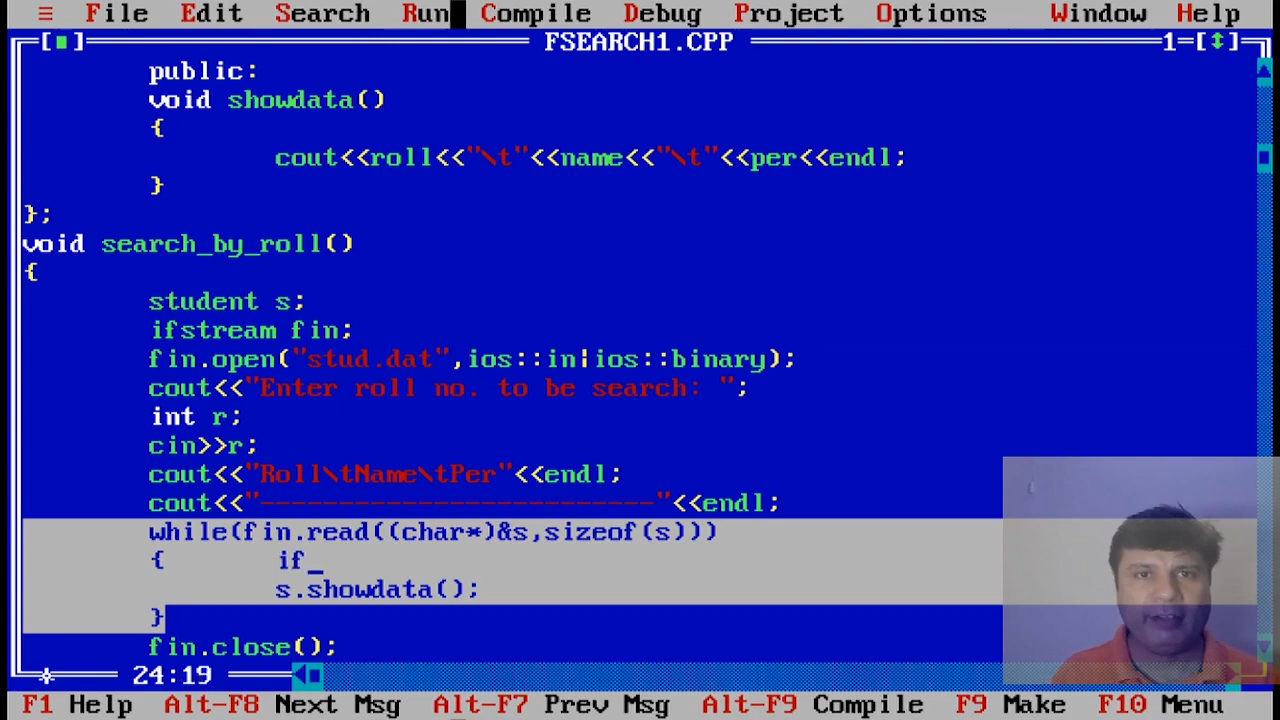 ≡ File Edit Search Run Compile Debug Project Options Window Help
[■] FSEARCH1.CPP 1=[↕]
public:
void showdata()
{
cout<<roll<<"\t"<<name<<"\t"<<per<<endl;
}
};
void search_by_roll()
{
student s;
ifstream fin;
fin.open("stud.dat",ios::in|ios::binary);
cout<<"Enter roll no. to be search: ";
int r;
cin>>r;
cout<<"Roll\tName\tPer"<<endl;
cout<<"-------------------------"<<endl;
while(fin.read((char*)&s,sizeof(s)))
{ if_
s.showdata();
}
fin.close();
24:19
F1 Help Alt-F8 Next Msg Alt-F7 Prev Msg Alt-F9 Compile F9 Make F10 Menu